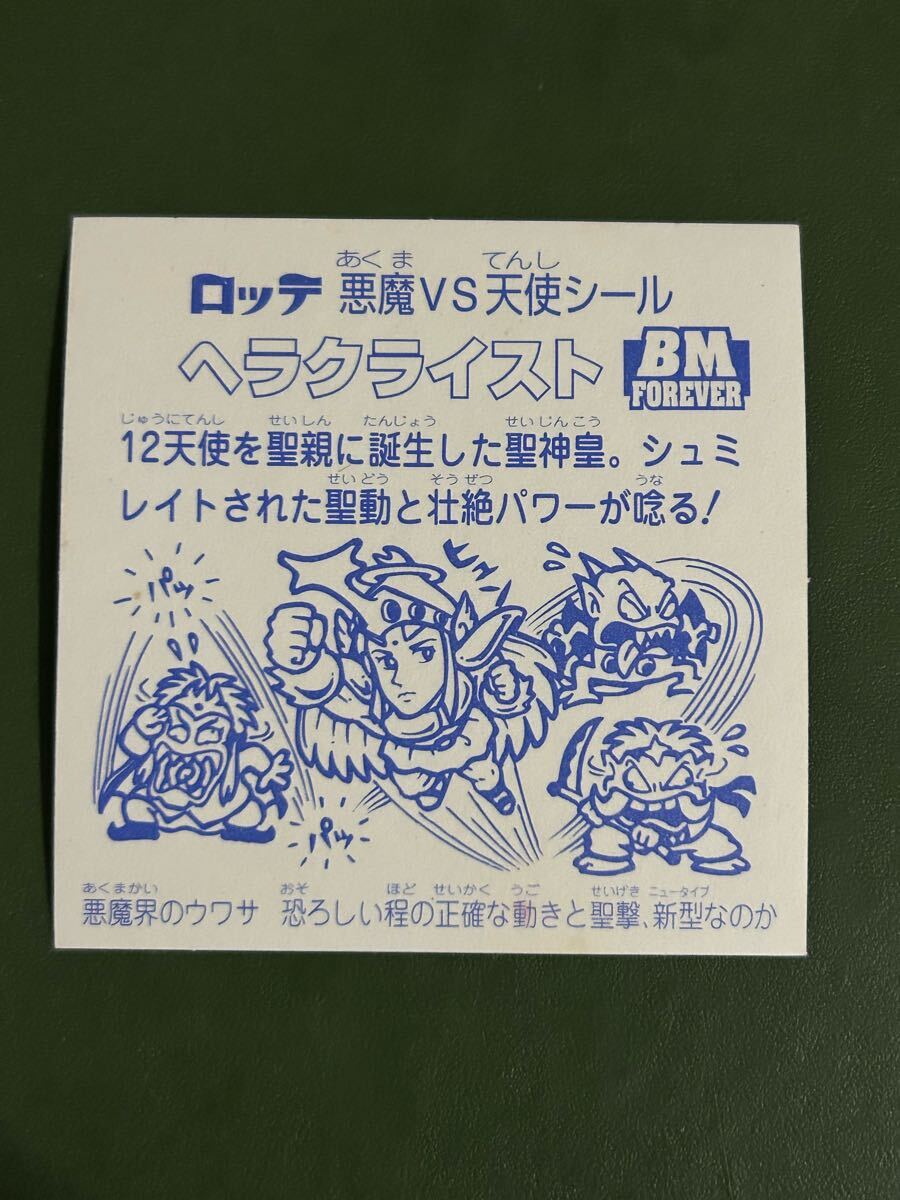 あくま てんし
ロッテ 悪魔VS天使シール
ヘラクライスト BM
FOREVER
じゅうにてんし せいしん たんじょう せいじんこう
12天使を聖親に誕生した聖神皇。シュミ
せいどう そうぜつ うな
レイトされた聖動と壮絶パワーが唸る!
ヒュ
パッ
パッ
あくまかい おそ ほど せいかく うご せいげき ニュータイプ
悪魔界のウワサ 恐ろしい程の正確な動きと聖撃、新型なのか